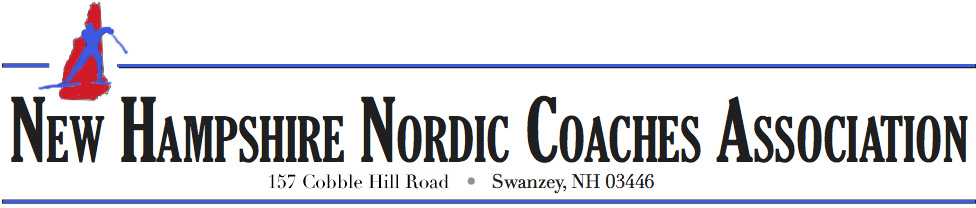 NEW HAMPSHIRE NORDIC COACHES ASSOCIATION
157 Cobble Hill Road • Swanzey, NH 03446